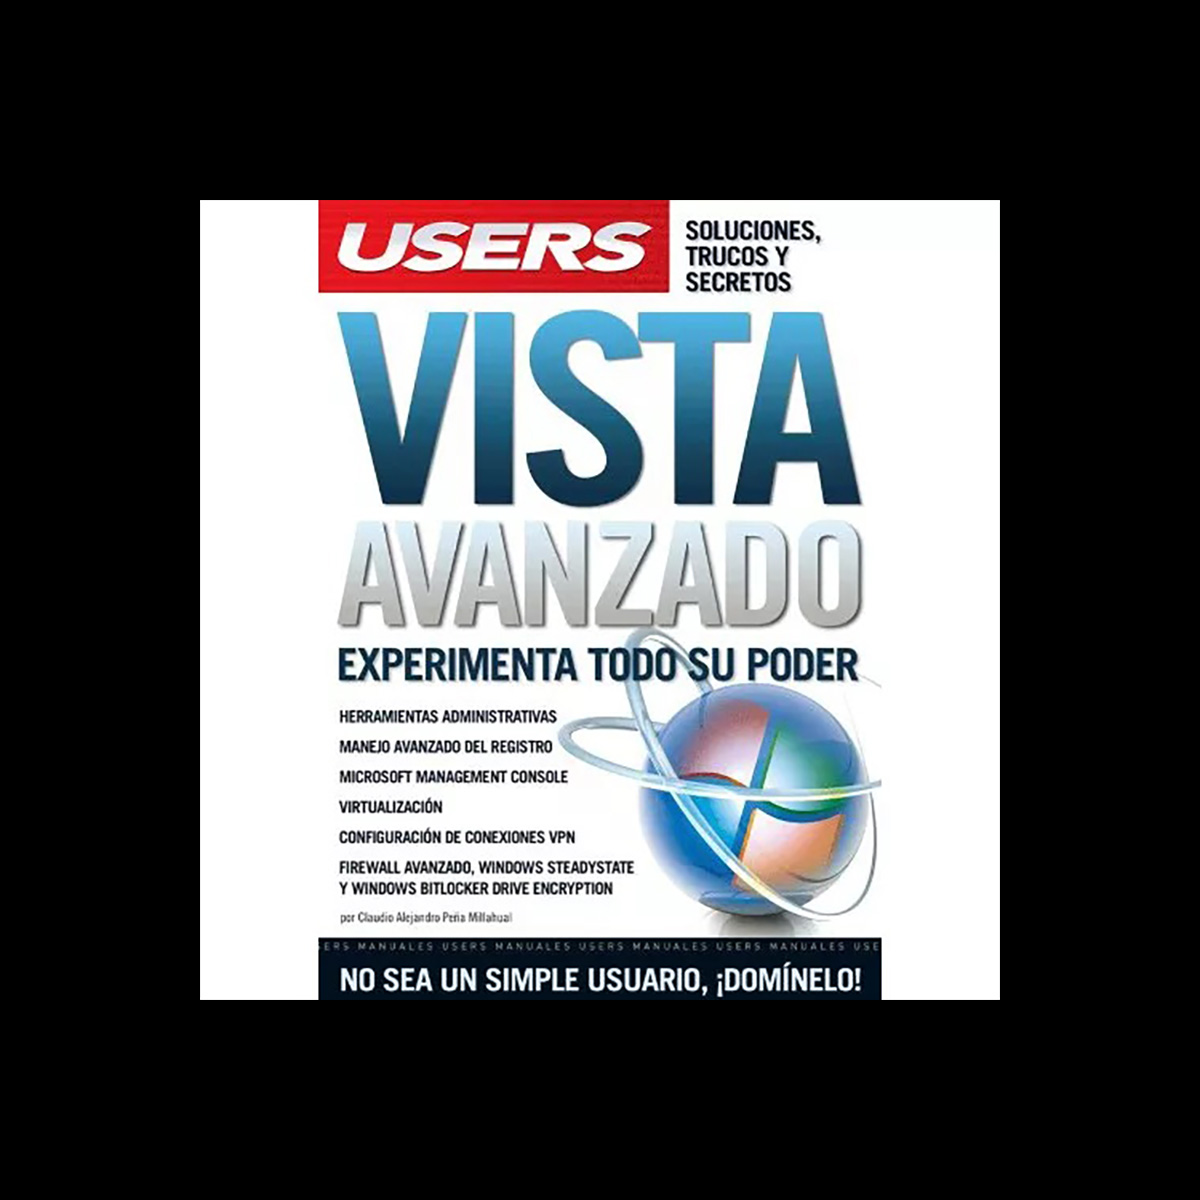 USERS
SOLUCIONES,
TRUCOS Y
SECRETOS
VISTA
AVANZADO
EXPERIMENTA TODO SU PODER
HERRAMIENTAS ADMINISTRATIVAS
MANEJO AVANZADO DEL REGISTRO
MICROSOFT MANAGEMENT CONSOLE
VIRTUALIZACIÓN
CONFIGURACIÓN DE CONEXIONES VPN
FIREWALL AVANZADO, WINDOWS STEADYSTATE
Y WINDOWS BITLOCKER DRIVE ENCRYPTION
por Claudio Alejandro Peña Millahual
ERS MANUALES USERS MANUALES USERS MANUALES USERS MANUALES USE
NO SEA UN SIMPLE USUARIO, ¡DOMÍNELO!